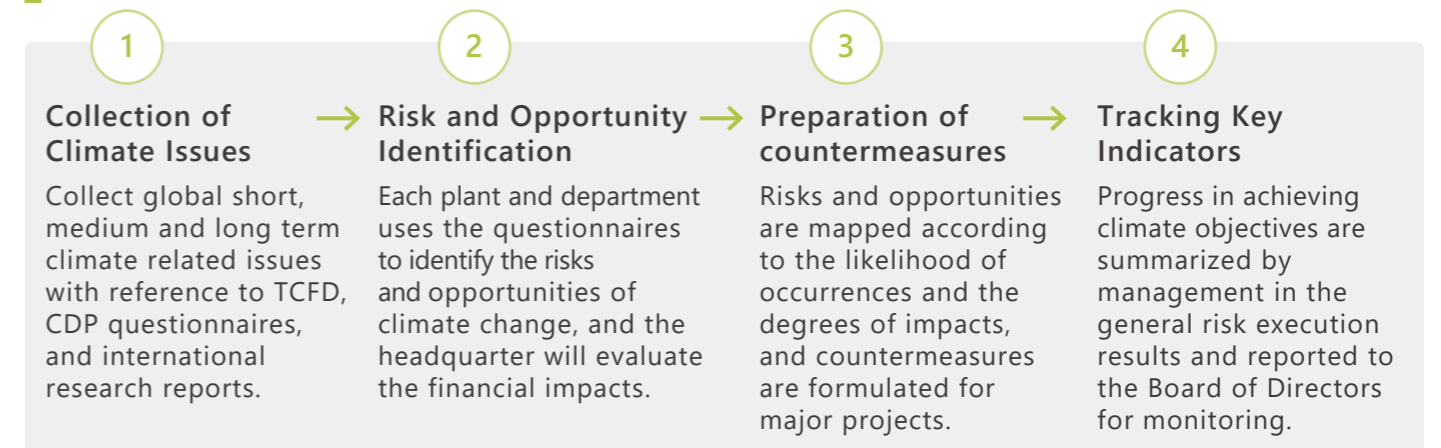 1
Collection of
Climate Issues
Collect global short,
medium and long term
climate related issues
with reference to TCFD,
CDP questionnaires,
and international
research reports.
2
Risk and Opportunity
Identification
Each plant and department
uses the questionnaires
to identify the risks
and opportunities of
climate change, and the
headquarter will evaluate
the financial impacts.
3
Preparation of
countermeasures
Risks and opportunities
are mapped according
to the likelihood of
occurrences and the
degrees of impacts,
and countermeasures
are formulated for
major projects.
4
Tracking Key
Indicators
Progress in achieving
climate objectives are
summarized by
management in the
general risk execution
results and reported to
the Board of Directors
for monitoring.